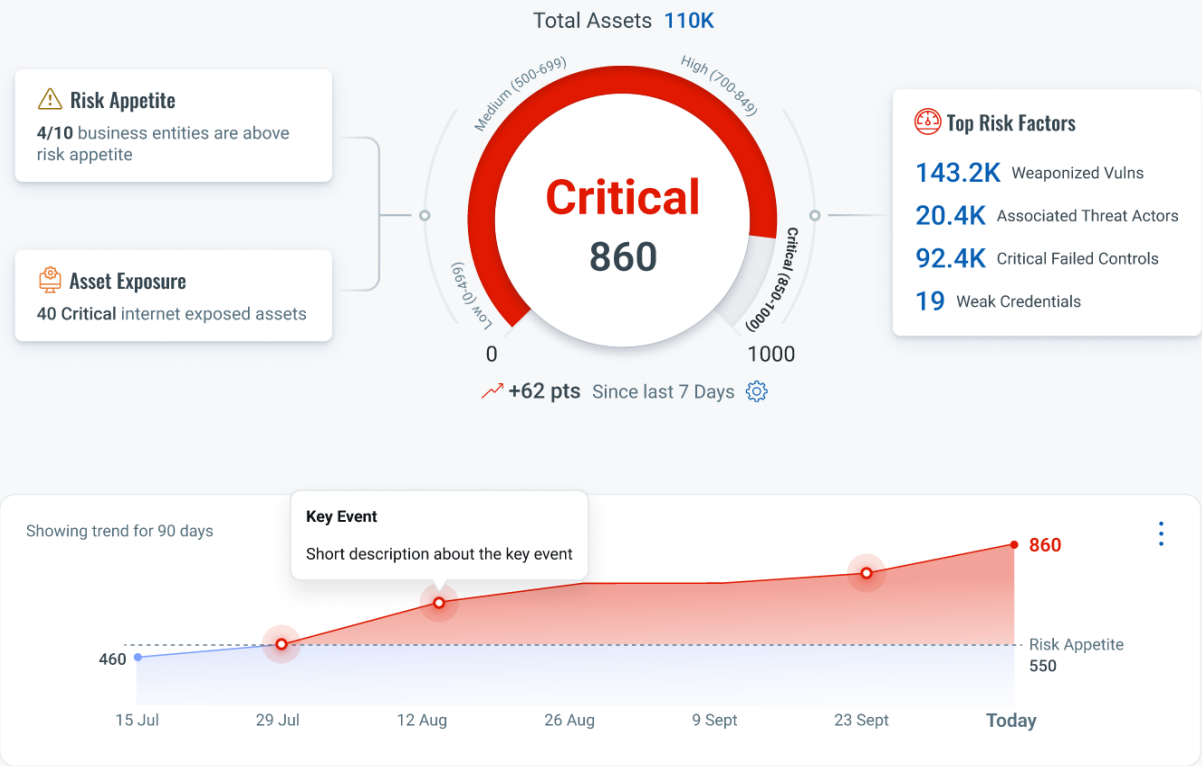 Total Assets 110K
Risk Appetite
4/10 business entities are above
risk appetite
Asset Exposure
40 Critical internet exposed assets
Low (0-499)
Medium (500-699)
High (700-849)
Critical (850-1000)
Critical
860
0
1000
+62 pts Since last 7 Days
Top Risk Factors
143.2K Weaponized Vulns
20.4K Associated Threat Actors
92.4K Critical Failed Controls
19 Weak Credentials
Showing trend for 90 days
Key Event
Short description about the key event
860
460
Risk Appetite
550
15 Jul
29 Jul
12 Aug
26 Aug
9 Sept
23 Sept
Today